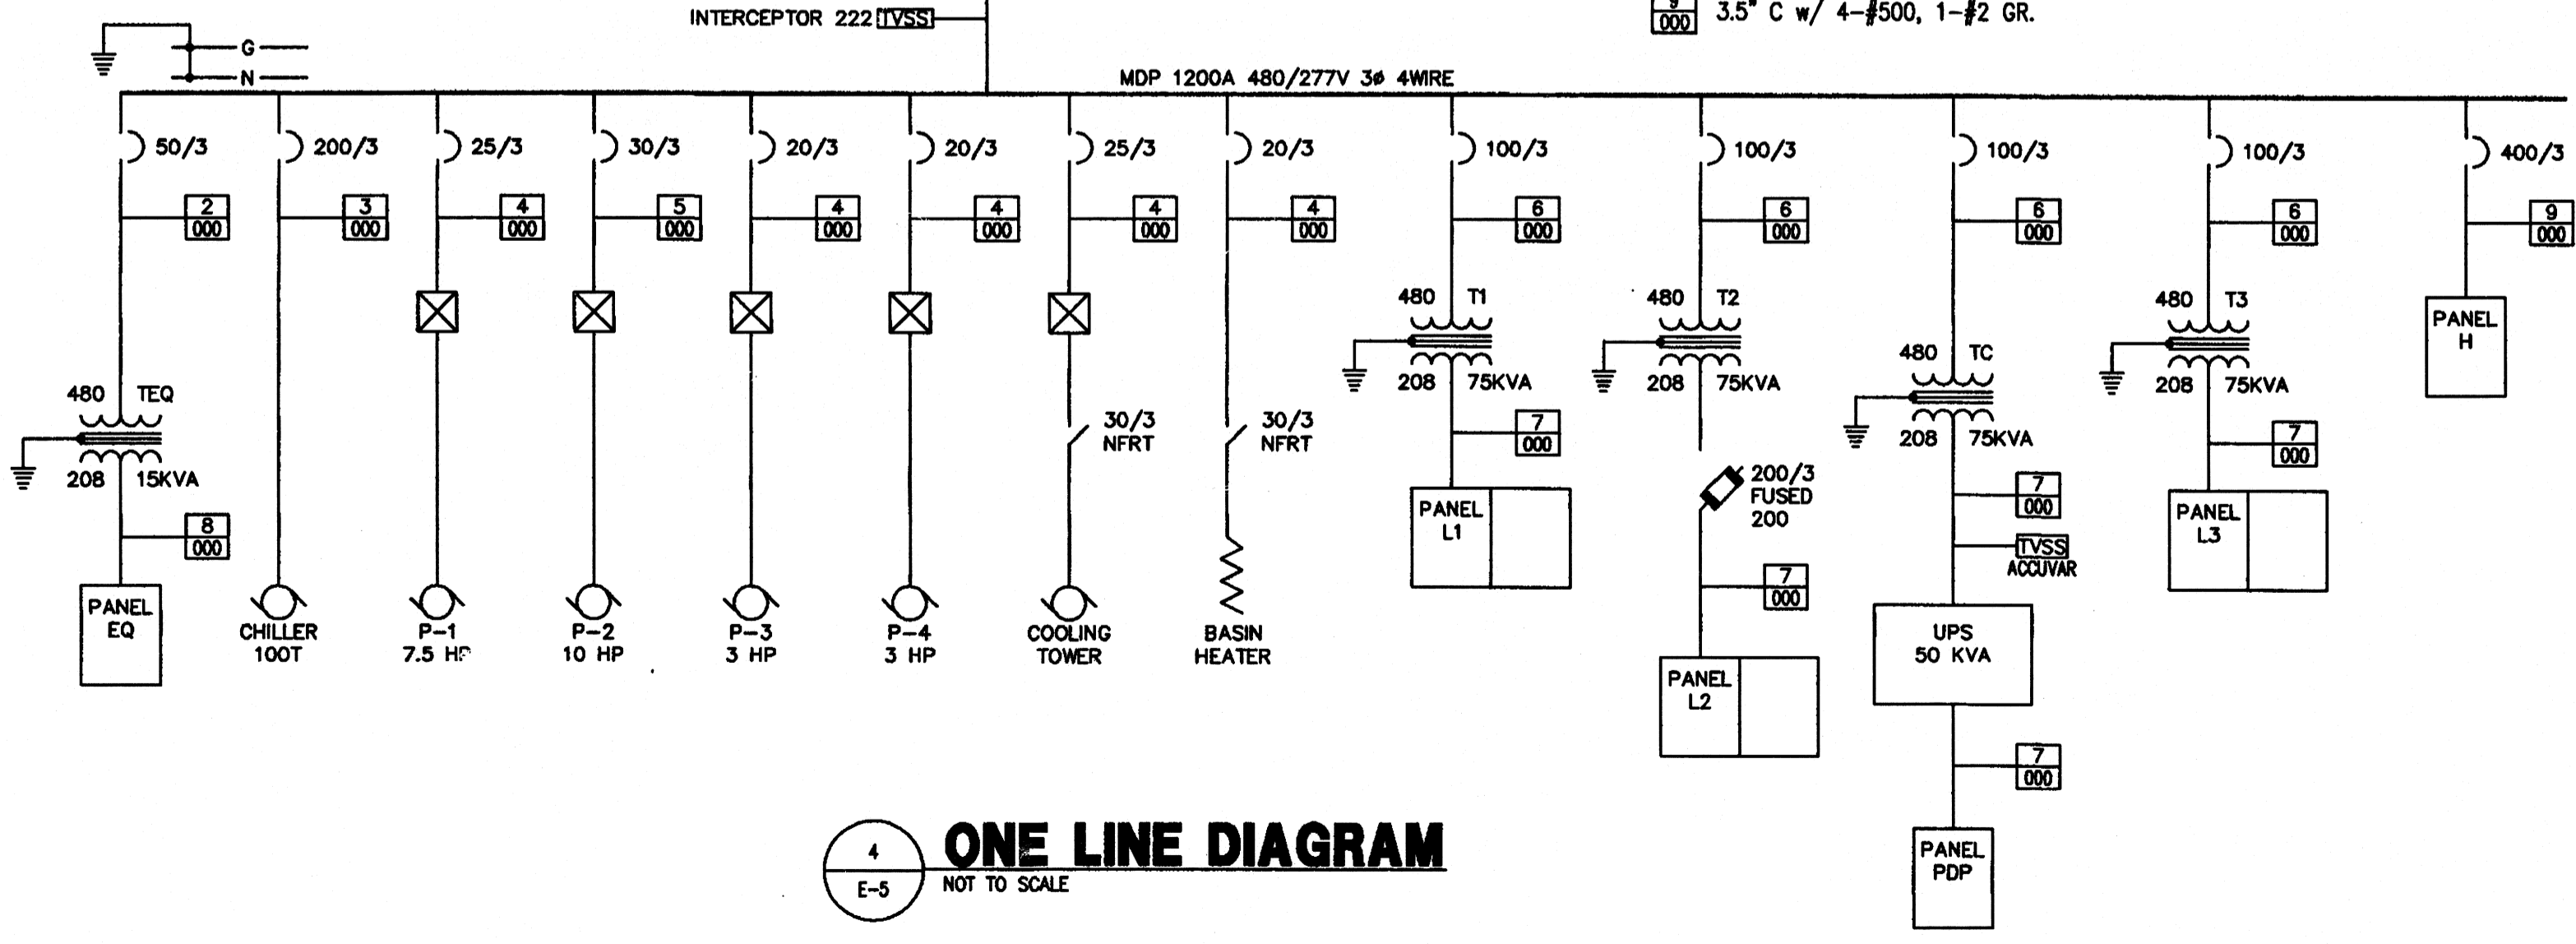 INTERCEPTOR 222 TVSS
9
000
3.5" C w/ 4-#500, 1-#2 GR.
G
N
MDP 1200A 480/277V 3ø 4WIRE
50/3
200/3
25/3
30/3
20/3
20/3
25/3
20/3
100/3
100/3
100/3
100/3
400/3
2
000
3
000
4
000
5
000
4
000
4
000
4
000
4
000
6
000
6
000
6
000
6
000
9
000
480 TEQ
208 15KVA
8
000
PANEL
EQ
CHILLER
100T
P-1
7.5 HP
P-2
10 HP
P-3
3 HP
P-4
3 HP
30/3
NFRT
COOLING
TOWER
30/3
NFRT
BASIN
HEATER
480 T1
208 75KVA
7
000
PANEL
L1
480 T2
208 75KVA
200/3
FUSED
200
7
000
PANEL
L2
480 TC
208 75KVA
7
000
TVSS
ACCUVAR
UPS
50 KVA
7
000
PANEL
PDP
480 T3
208 75KVA
7
000
PANEL
L3
PANEL
H
4
E-5
ONE LINE DIAGRAM
NOT TO SCALE